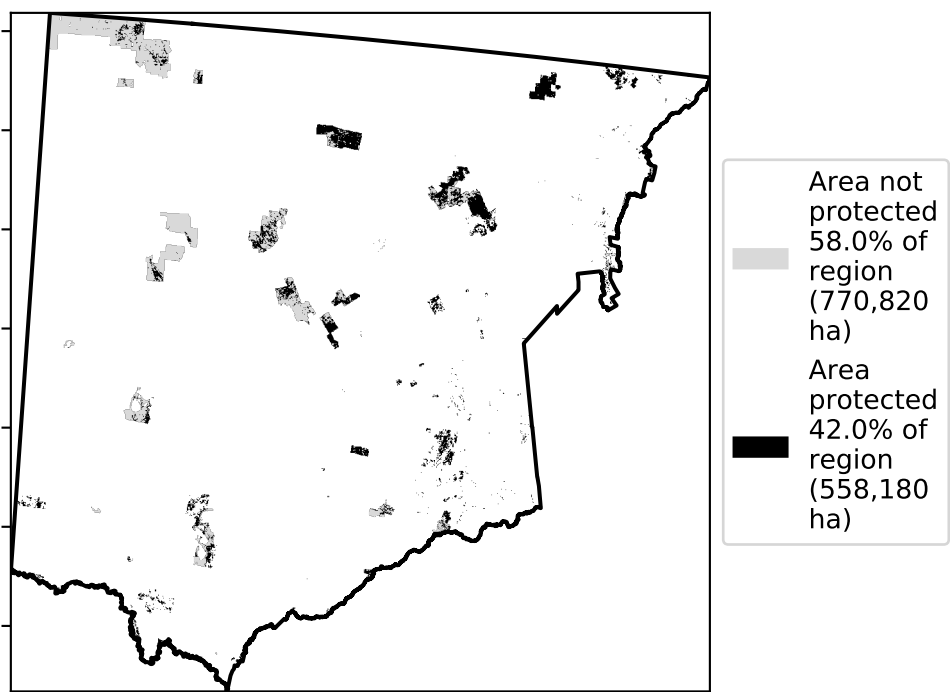 Area not
protected
58.0% of
region
(770,820
ha)
Area
protected
42.0% of
region
(558,180
ha)